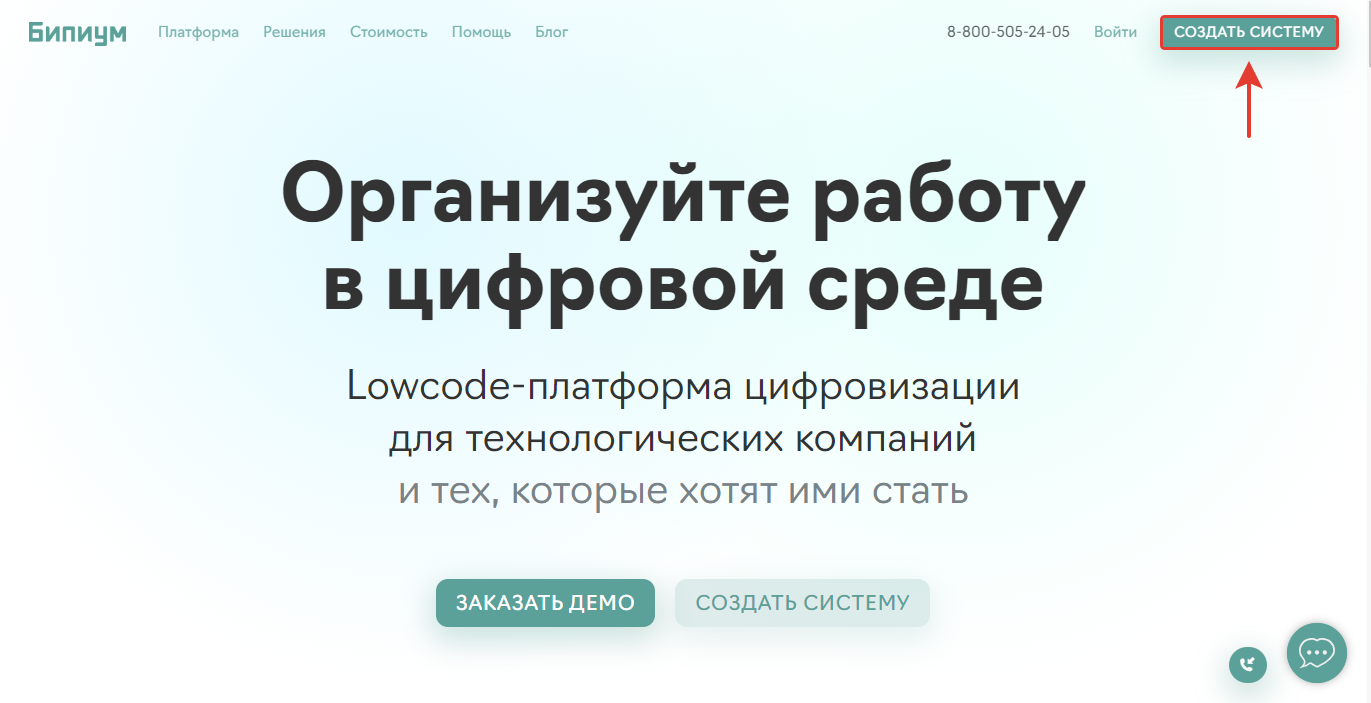 Бипиум Платформа Решения Стоимость Помощь Блог 8-800-505-24-05 Войти СОЗДАТЬ СИСТЕМУ
Организуйте работу
в цифровой среде
Lowcode-платформа цифровизации
для технологических компаний
и тех, которые хотят ими стать
ЗАКАЗАТЬ ДЕМО СОЗДАТЬ СИСТЕМУ